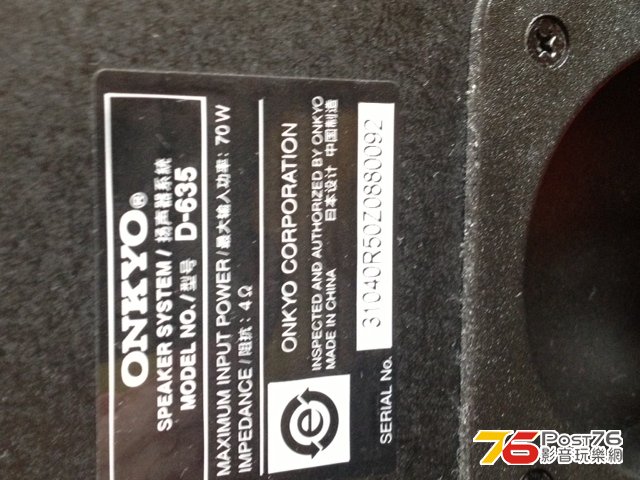 ONKYO®
SPEAKER SYSTEM / 扬声器系統
MODEL NO. / 型号 D-635
MAXIMUM INPUT POWER / 最大输入功率: 70 W
IMPEDANCE / 阻抗: 4 Ω
e
ONKYO CORPORATION
INSPECTED AND AUTHORIZED BY ONKYO
MADE IN CHINA 日本设计 中国制造
SERIAL No. 31040R50Z0880092
76 Post76
影音玩樂網